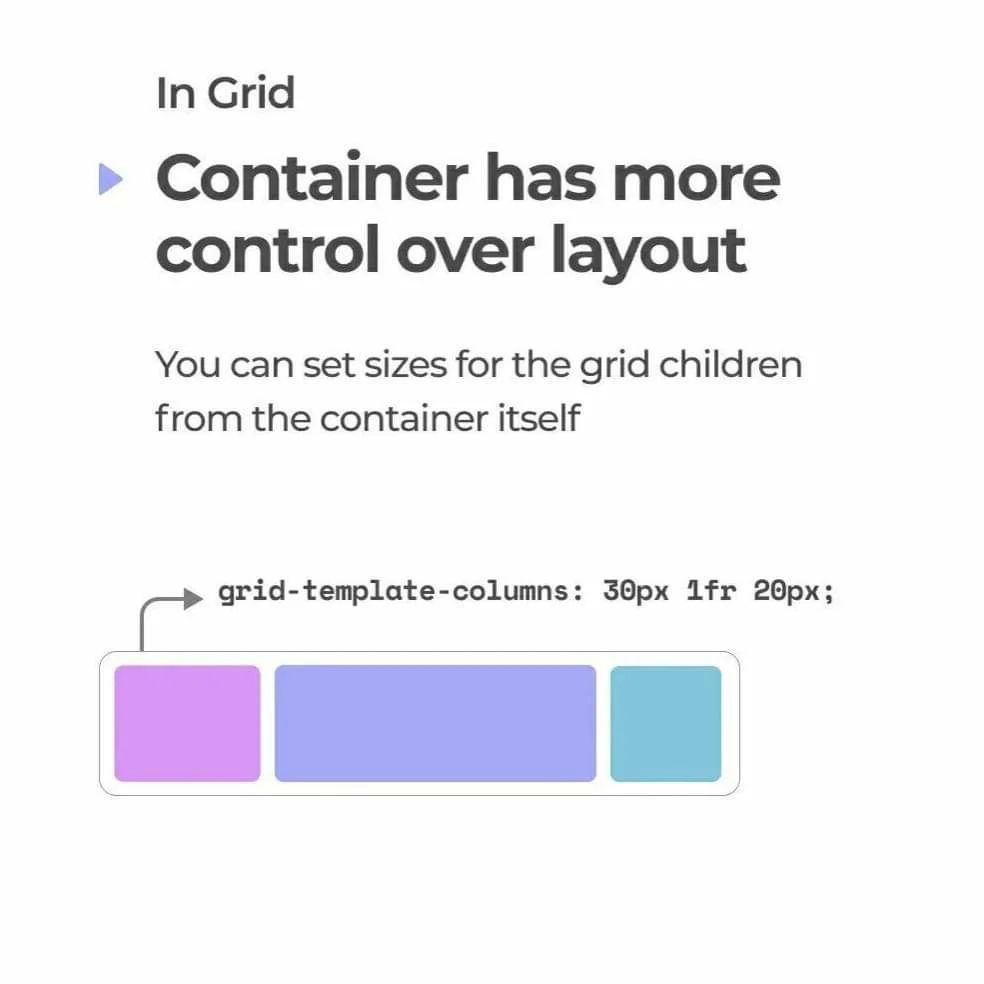 In Grid
Container has more
control over layout
You can set sizes for the grid children
from the container itself
grid-template-columns: 30px 1fr 20px;